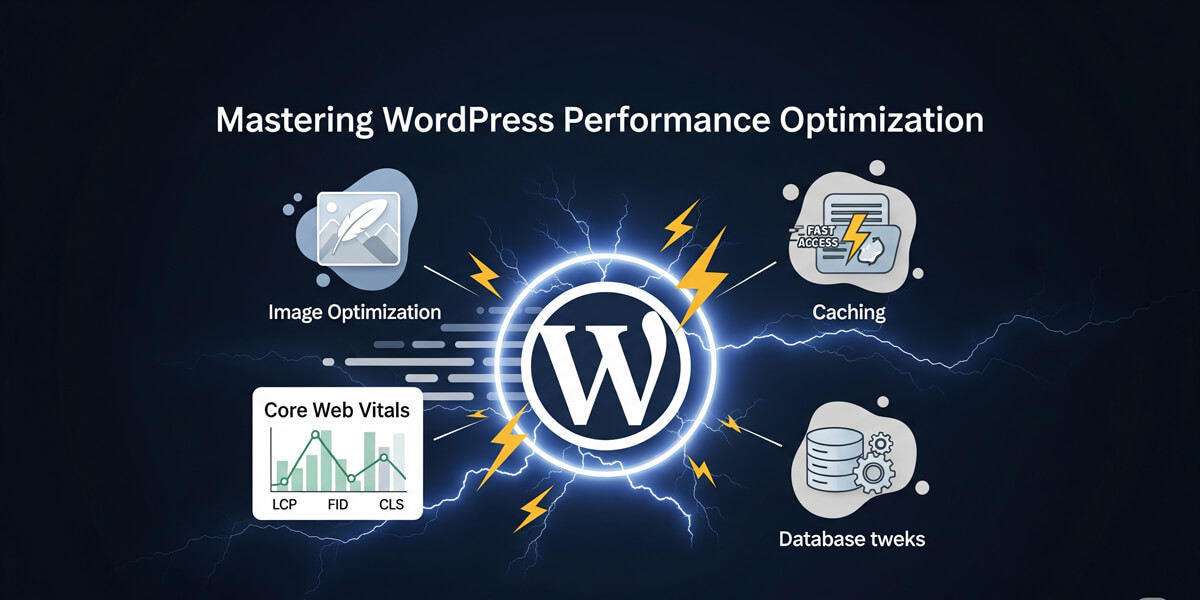 Mastering WordPress Performance Optimization
FAST
ACCESS
Image Optimization
Caching
W
Core Web Vitals
LCP FID CLS
Database tweks